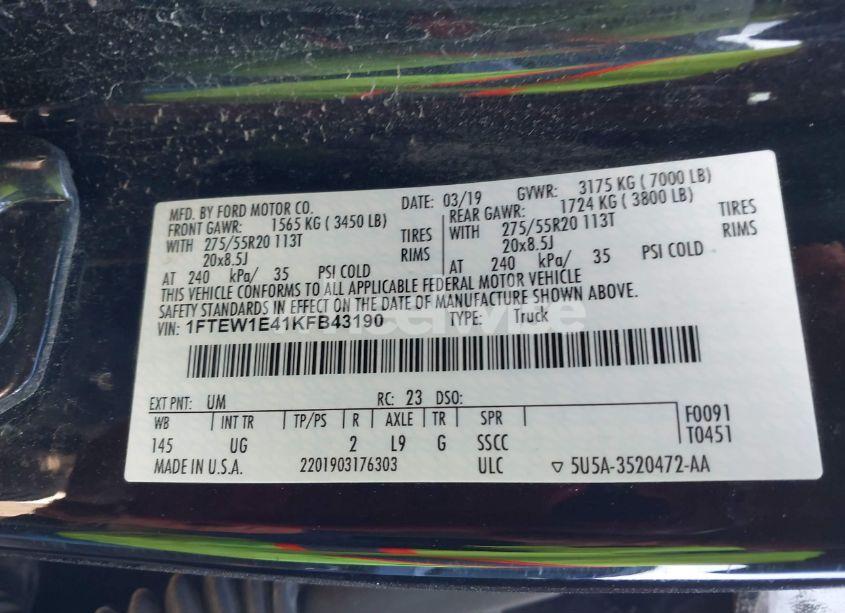 MFD. BY FORD MOTOR CO. DATE: 03/19 GVWR: 3175 KG ( 7000 LB)
FRONT GAWR: 1565 KG ( 3450 LB) REAR GAWR: 1724 KG ( 3800 LB)
WITH 275/55R20 113T TIRES WITH 275/55R20 113T TIRES
20x8.5J RIMS 20x8.5J RIMS
AT 240 kPa/ 35 PSI COLD AT 240 kPa/ 35 PSI COLD
THIS VEHICLE CONFORMS TO ALL APPLICABLE FEDERAL MOTOR VEHICLE
SAFETY STANDARDS IN EFFECT ON THE DATE OF MANUFACTURE SHOWN ABOVE.
VIN: 1FTEW1E41KFB43190 TYPE: Truck
EXT PNT: UM RC: 23 DSO:
WB INT TR TP/PS R AXLE TR SPR F0091
145 UG 2 L9 G SSCC T0451
MADE IN U.S.A. 2201903176303 ULC ▽ 5U5A-3520472-AA